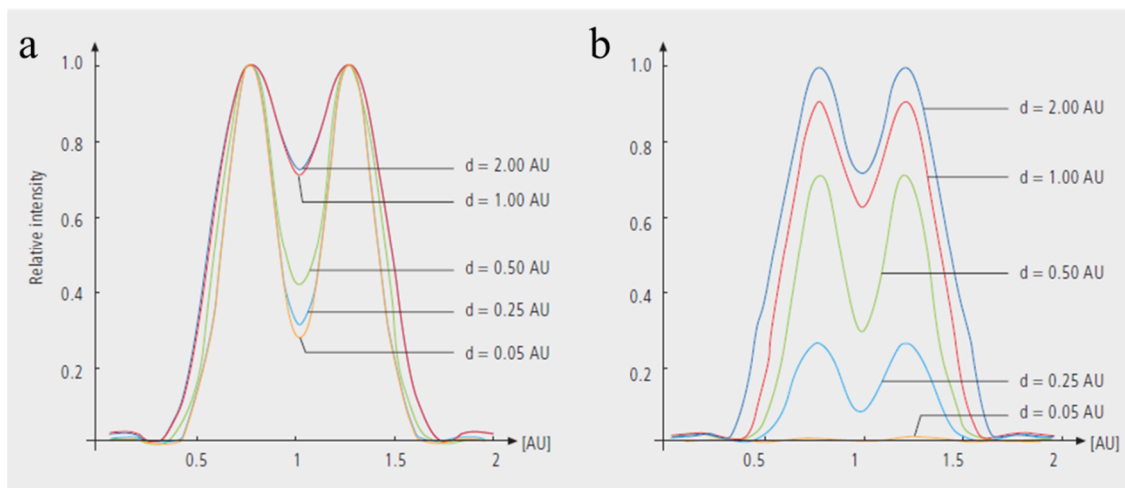 a
1.0
0.8
0.6
0.4
0.2
Relative intensity
d = 2.00 AU
d = 1.00 AU
d = 0.50 AU
d = 0.25 AU
d = 0.05 AU
[AU]
0.5
1
1.5
2
b
1.0
0.8
0.6
0.4
0.2
d = 2.00 AU
d = 1.00 AU
d = 0.50 AU
d = 0.25 AU
d = 0.05 AU
[AU]
0.5
1
1.5
2